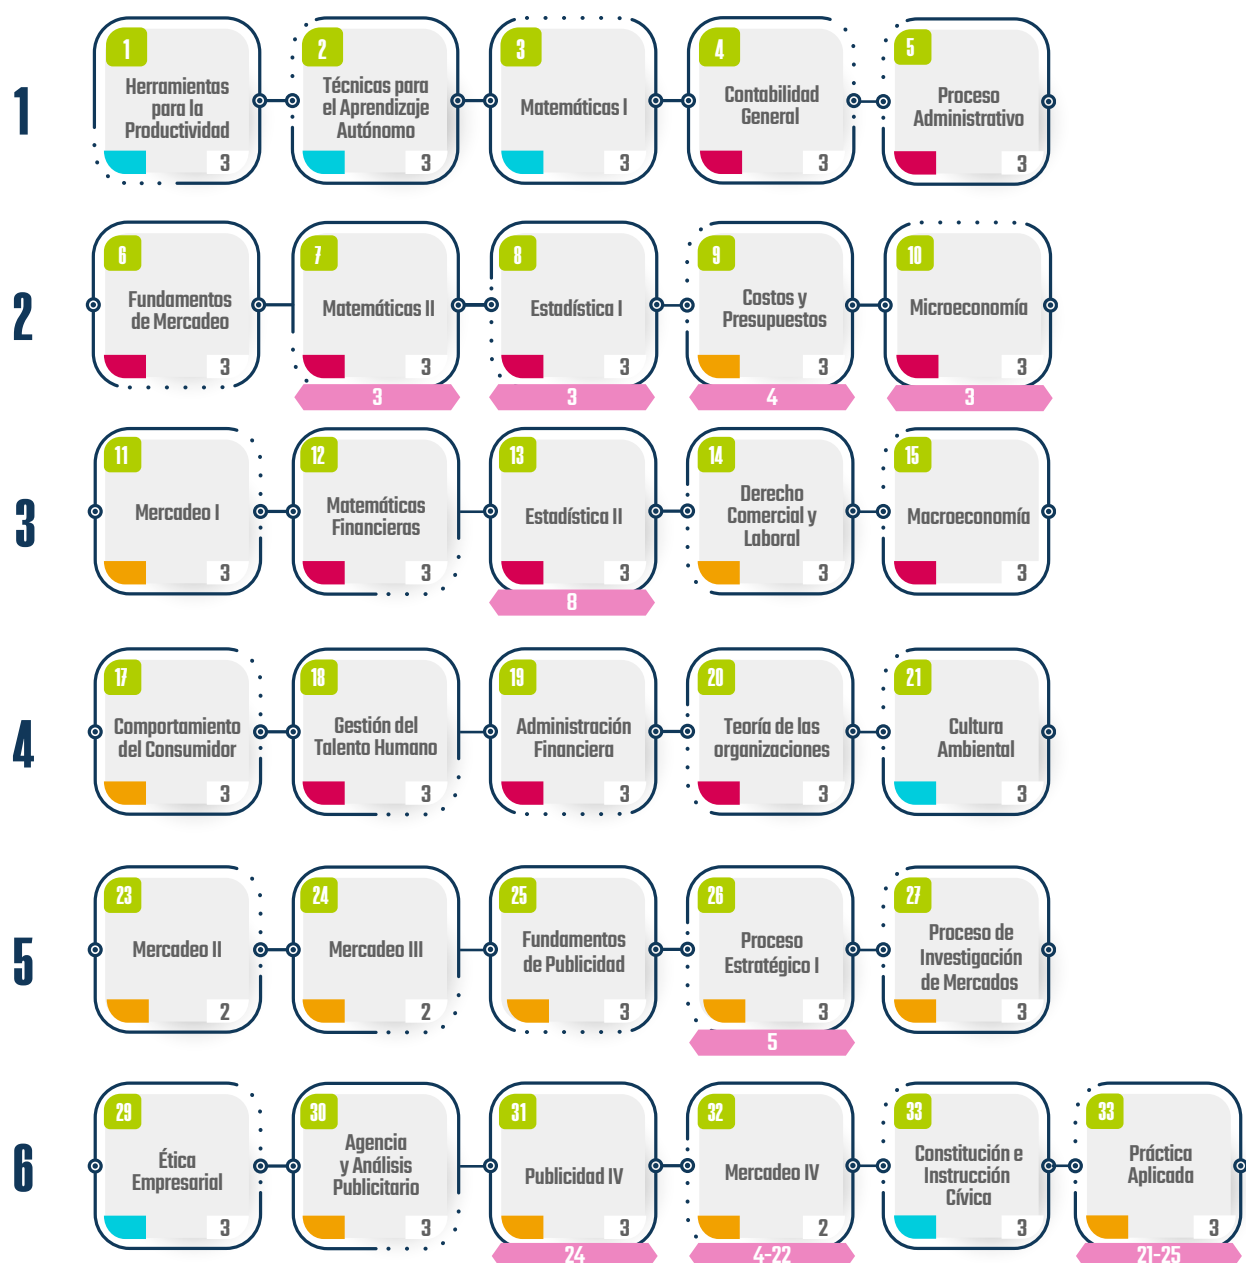 1
1
Herramientas
para la
Productividad
3
2
Técnicas para
el Aprendizaje
Autónomo
3
3
Matemáticas I
3
4
Contabilidad
General
3
5
Proceso
Administrativo
3
2
6
Fundamentos
de Mercadeo
3
7
Matemáticas II
3
3
8
Estadística I
3
3
9
Costos y
Presupuestos
3
4
10
Microeconomía
3
3
3
11
Mercadeo I
3
12
Matemáticas
Financieras
3
13
Estadística II
3
8
14
Derecho
Comercial y
Laboral
3
15
Macroeconomía
3
4
17
Comportamiento
del Consumidor
3
18
Gestión del
Talento Humano
3
19
Administración
Financiera
3
20
Teoría de las
organizaciones
3
21
Cultura
Ambiental
3
5
23
Mercadeo II
2
24
Mercadeo III
2
25
Fundamentos
de Publicidad
3
26
Proceso
Estratégico I
3
5
27
Proceso de
Investigación
de Mercados
3
6
29
Ética
Empresarial
3
30
Agencia
y Análisis
Publicitario
3
31
Publicidad IV
3
24
32
Mercadeo IV
2
4-22
33
Constitución e
Instrucción
Cívica
3
33
Práctica
Aplicada
3
21-25